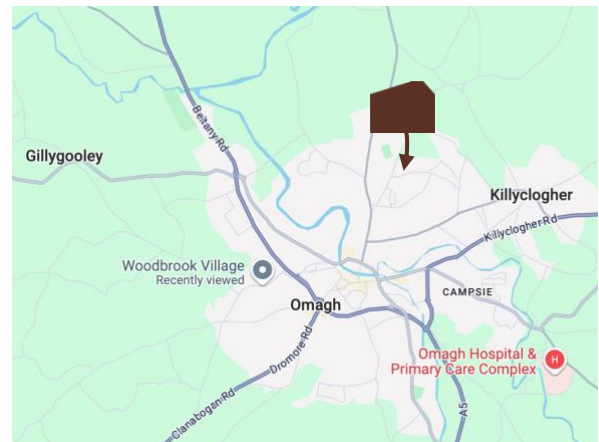 Beltany Rd
Gillygooley
Killyclogher
Killyclogher Rd
Woodbrook Village
Recently viewed
CAMPSIE
Omagh
Dromore Rd
Omagh Hospital &
Primary Care Complex
H
Clanabogan Rd
A5